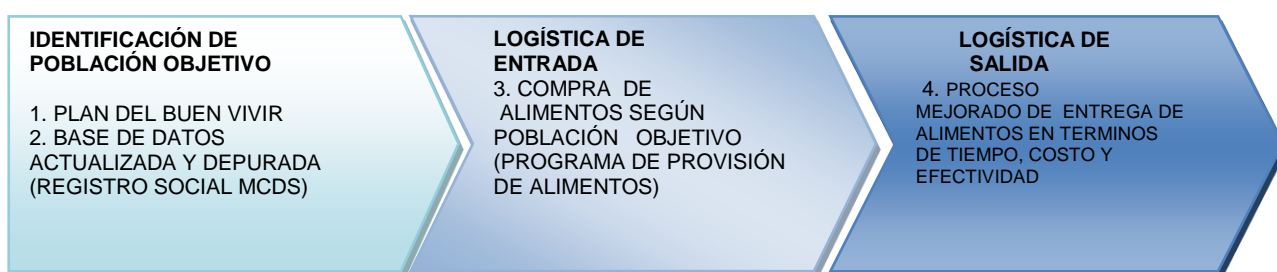 IDENTIFICACIÓN DE
POBLACIÓN OBJETIVO
1. PLAN DEL BUEN VIVIR
2. BASE DE DATOS
ACTUALIZADA Y DEPURADA
(REGISTRO SOCIAL MCDS)
LOGÍSTICA DE
ENTRADA
3. COMPRA DE
ALIMENTOS SEGÚN
POBLACIÓN OBJETIVO
(PROGRAMA DE PROVISIÓN
DE ALIMENTOS)
LOGÍSTICA DE
SALIDA
4. PROCESO
MEJORADO DE ENTREGA DE
ALIMENTOS EN TERMINOS
DE TIEMPO, COSTO Y
EFECTIVIDAD